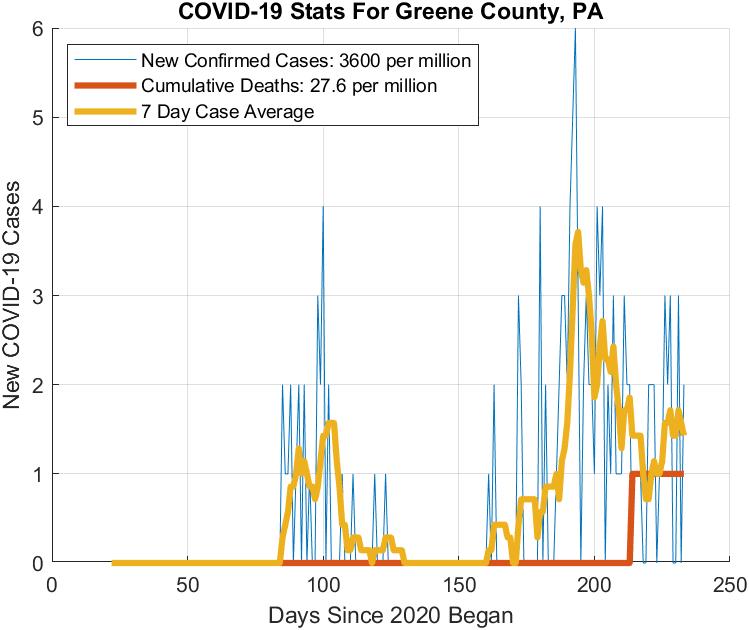 COVID-19 Stats For Greene County, PA
New Confirmed Cases: 3600 per million
Cumulative Deaths: 27.6 per million
7 Day Case Average
New COVID-19 Cases
6
5
4
3
2
1
0
0 50 100 150 200 250
Days Since 2020 Began